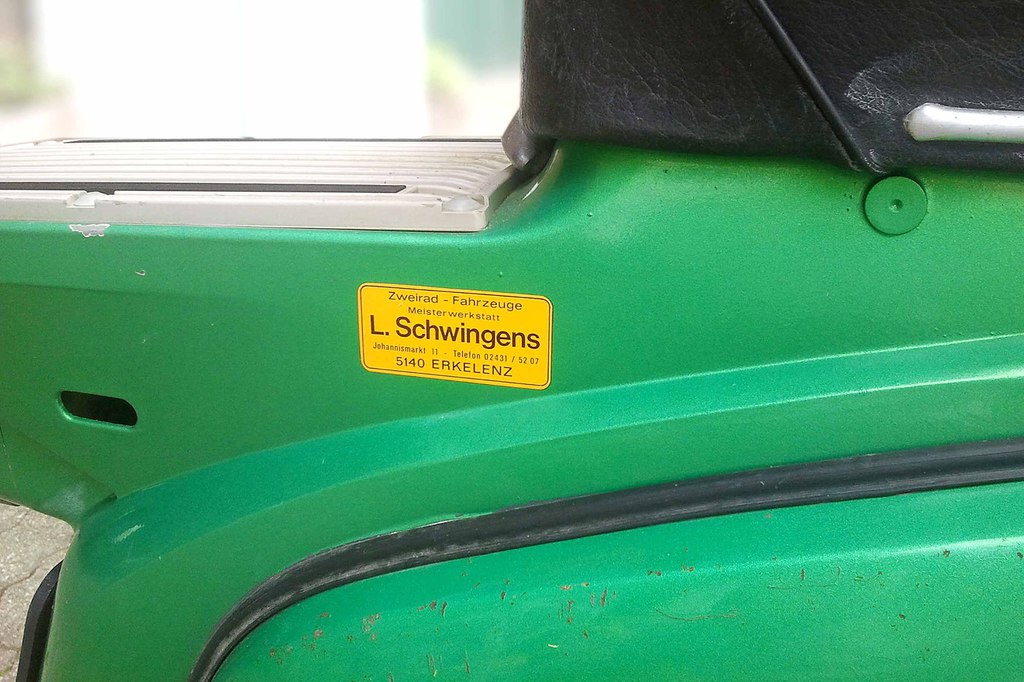 Zweirad - Fahrzeuge
Meisterwerkstatt
L. Schwingens
Johannismarkt 11 - Telefon 02431 / 52 07
5140 ERKELENZ